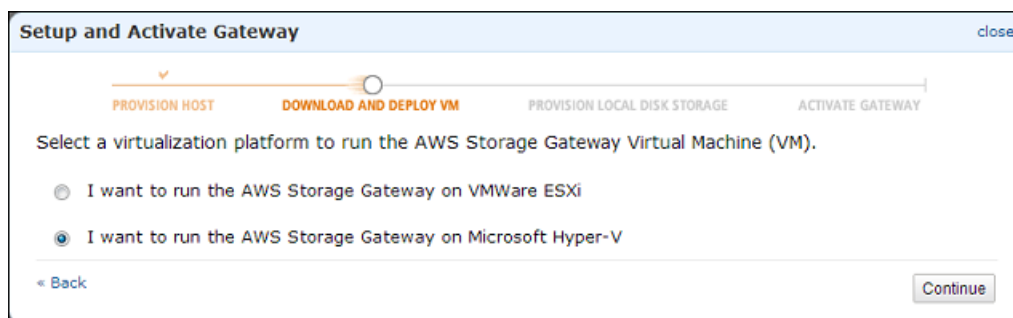 Setup and Activate Gateway
close
PROVISION HOST
DOWNLOAD AND DEPLOY VM
PROVISION LOCAL DISK STORAGE
ACTIVATE GATEWAY
Select a virtualization platform to run the AWS Storage Gateway Virtual Machine (VM).
I want to run the AWS Storage Gateway on VMWare ESXi
I want to run the AWS Storage Gateway on Microsoft Hyper-V
« Back
Continue